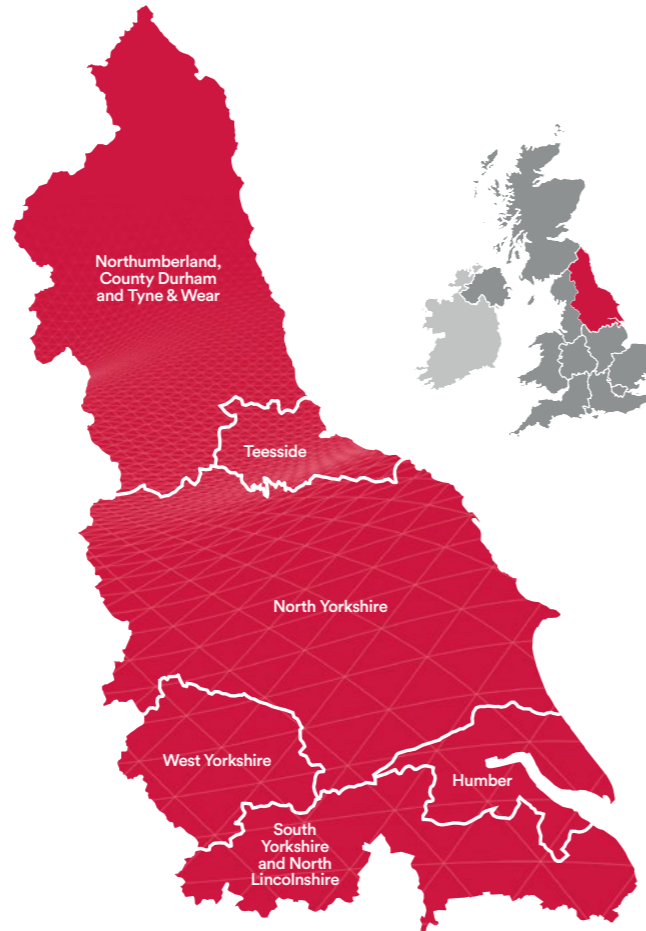 Northumberland,
County Durham
and Tyne & Wear
Teesside
North Yorkshire
West Yorkshire
Humber
South
Yorkshire
and North
Lincolnshire